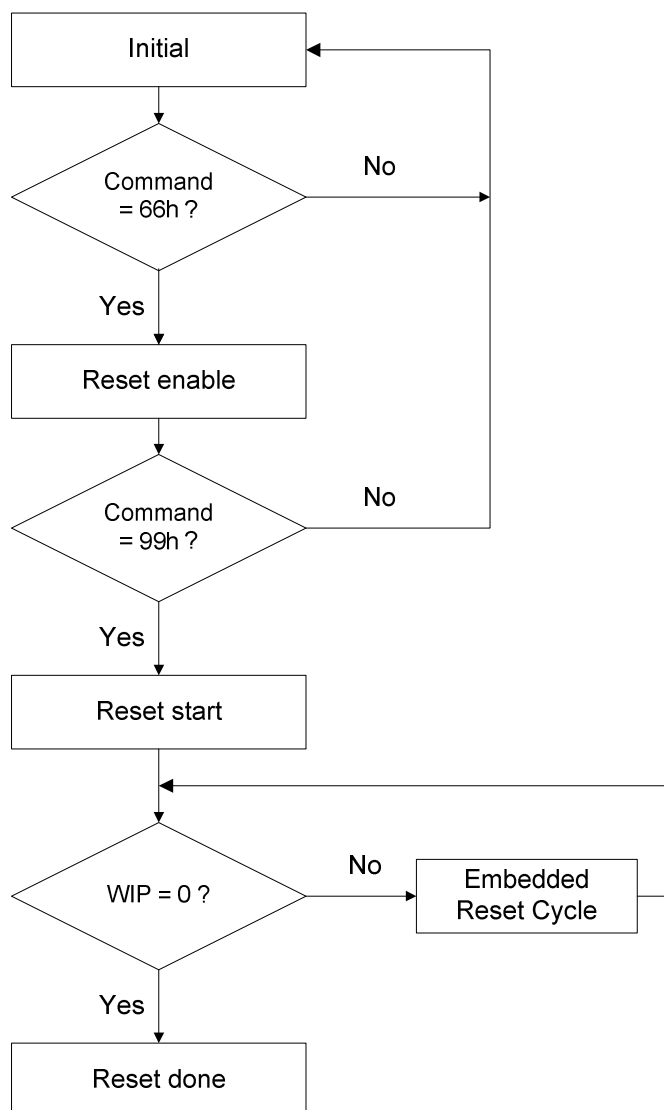 Initial
Command
= 66h ?
No
Yes
Reset enable
Command
= 99h ?
No
Yes
Reset start
WIP = 0 ?
No
Embedded
Reset Cycle
Yes
Reset done